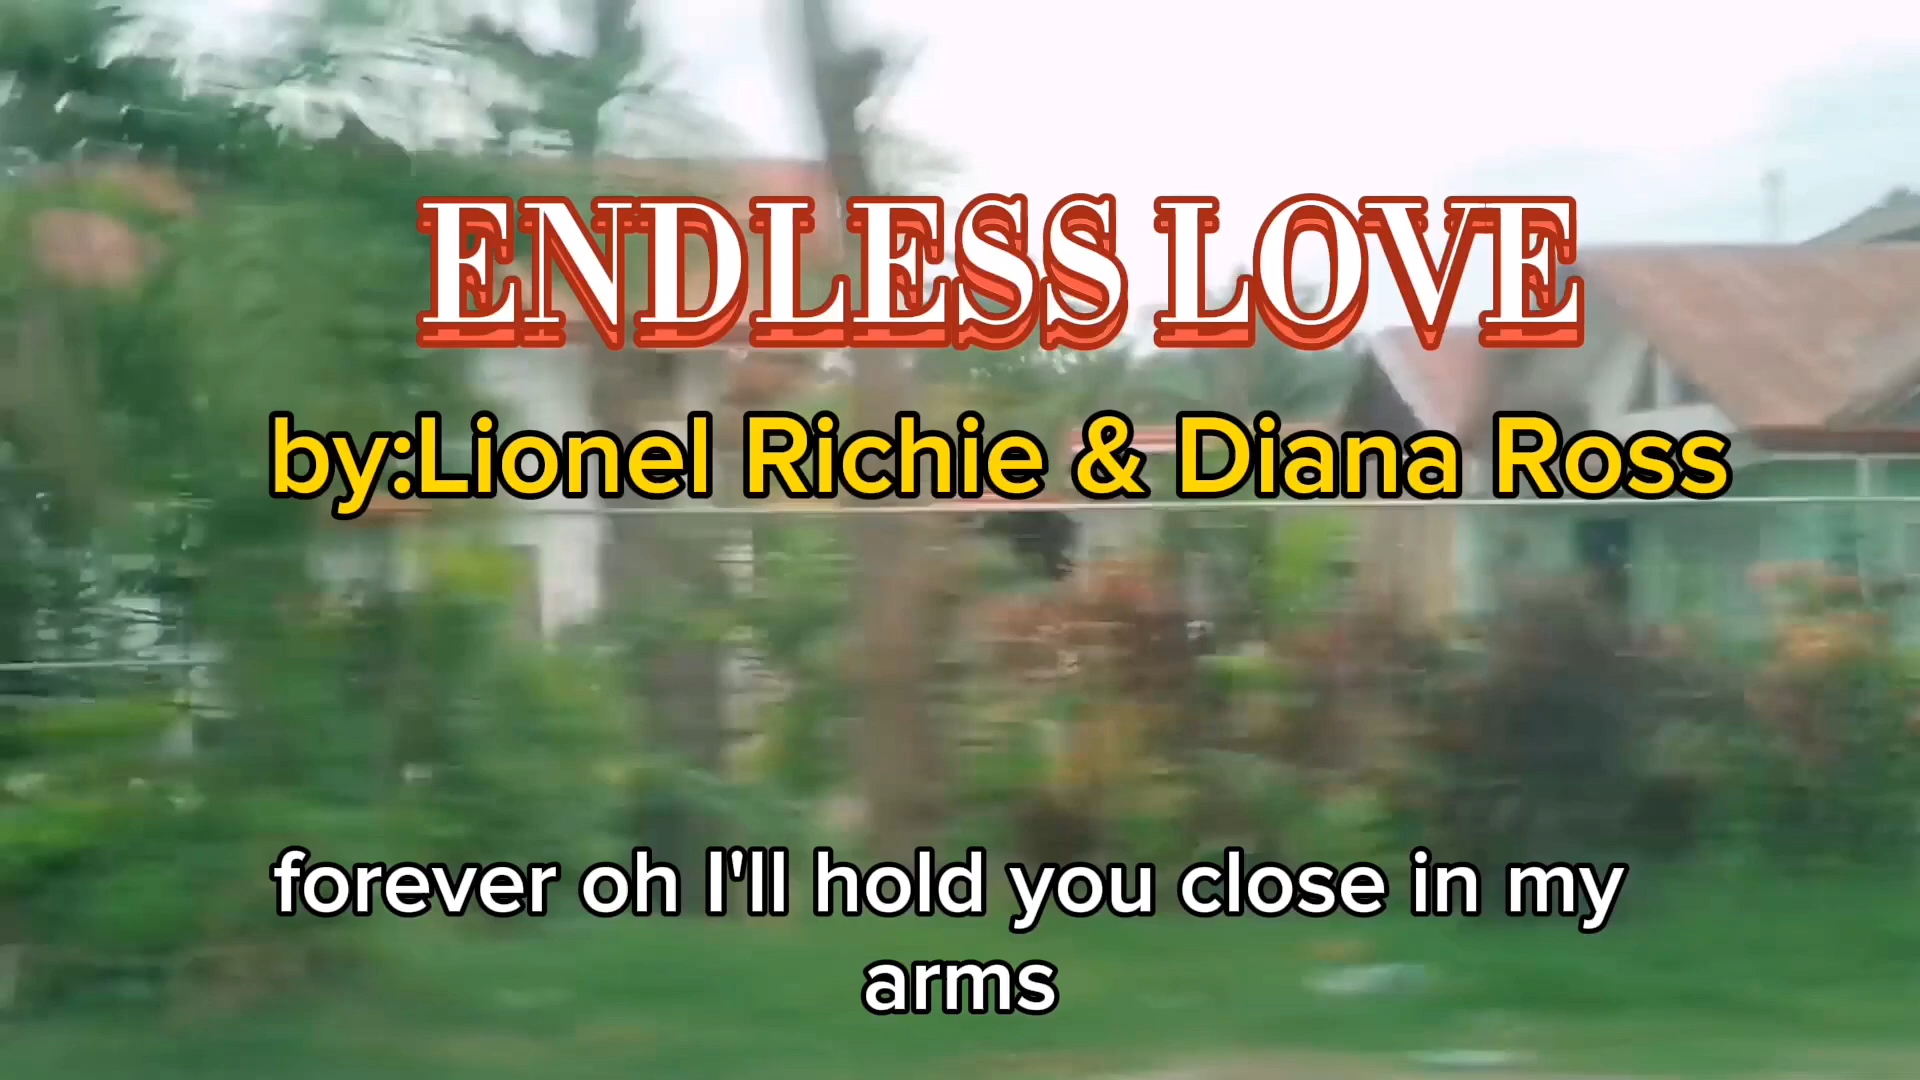 ENDLESS LOVE
by:Lionel Richie & Diana Ross
forever oh I'll hold you close in my
arms